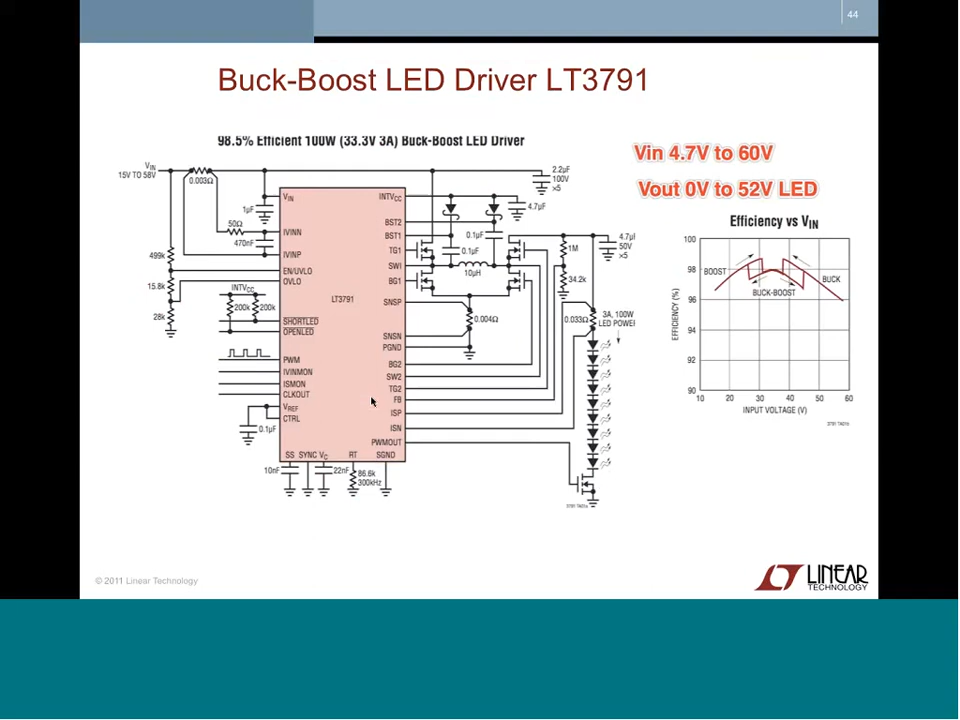 44
Buck-Boost LED Driver LT3791
98.5% Efficient 100W (33.3V 3A) Buck-Boost LED Driver
Vin 4.7V to 60V
Vout 0V to 52V LED
VIN
15V TO 58V
0.003Ω
1µF
50Ω
470nF
499k
15.8k
28k
INTVCC
200k
200k
0.1µF
VIN
IVINN
IVINP
EN/UVLO
OVLO
SHORTLED
OPENLED
PWM
IVINMON
ISMON
CLKOUT
VREF
CTRL
LT3791
INTVCC
BST2
BST1
TG1
SWI
BG1
SNSP
SNSN
PGND
BG2
SW2
TG2
FB
ISP
ISN
PWMOUT
SS SYNC VC RT SGND
10nF
22nF
86.6k
300kHz
2.2µF
100V
×5
4.7µF
0.1µF
0.1µF
10µH
0.004Ω
1M
34.2k
50V
×5
0.033Ω
3A, 100W
LED POWER
3791 TA01a
Efficiency vs VIN
EFFICIENCY (%)
100
98
96
94
92
90
BOOST
BUCK-BOOST
BUCK
10 20 30 40 50 60
INPUT VOLTAGE (V)
3791 TA01b
© 2011 Linear Technology
LINEAR
TECHNOLOGY